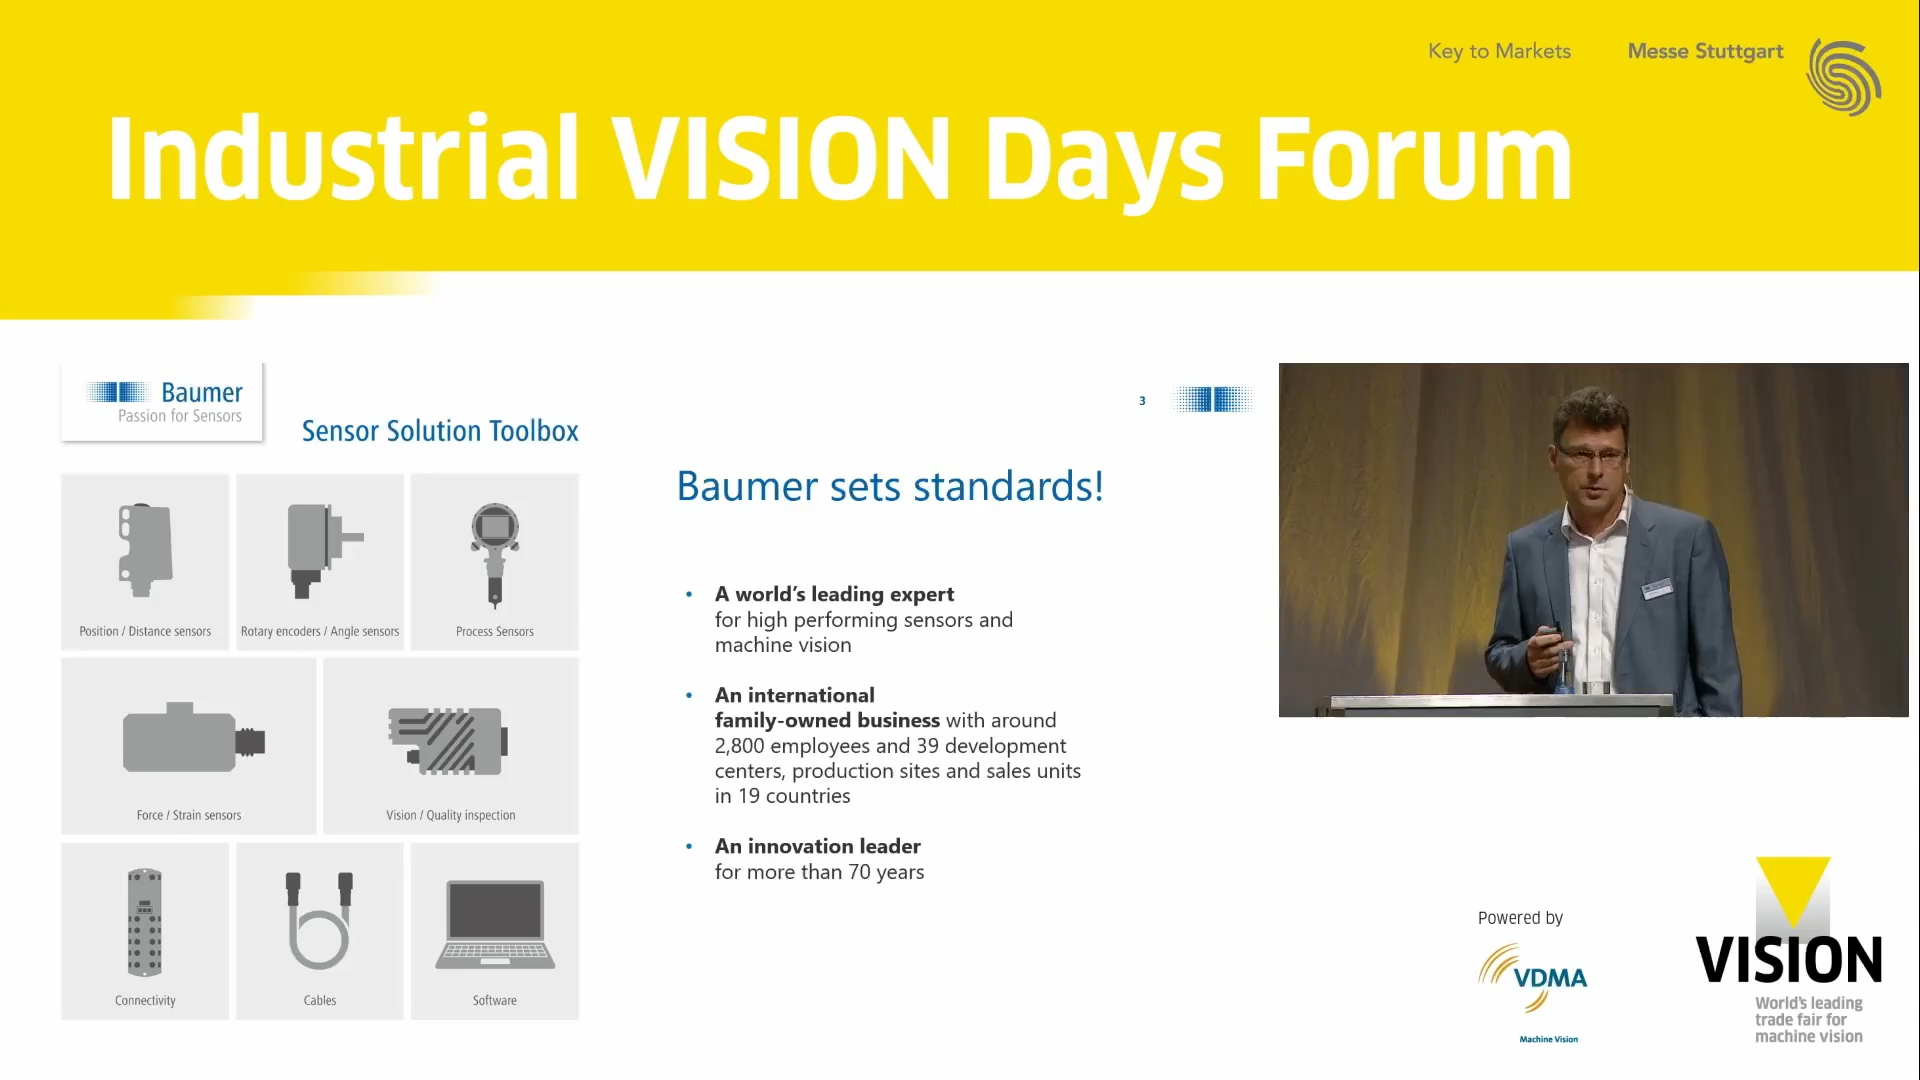 Key to Markets
Messe Stuttgart
Industrial VISION Days Forum
Baumer
Passion for Sensors
Sensor Solution Toolbox
3
Position / Distance sensors
Rotary encoders / Angle sensors
Process Sensors
Force / Strain sensors
Vision / Quality inspection
Connectivity
Cables
Software
Baumer sets standards!
• A world's leading expert
for high performing sensors and
machine vision
• An international
family-owned business with around
2,800 employees and 39 development
centers, production sites and sales units
in 19 countries
• An innovation leader
for more than 70 years
Powered by
VDMA
Machine Vision
VISION
World's leading
trade fair for
machine vision